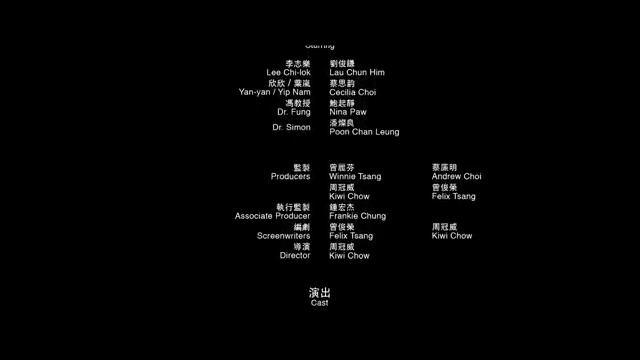 Starring
李志樂 劉俊謙
Lee Chi-lok Lau Chun Him
欣欣 / 葉嵐 蔡思韵
Yan-yan / Yip Nam Cecilia Choi
馮教授 鮑起靜
Dr. Fung Nina Paw
潘燦良
Dr. Simon Poon Chan Leung
監製 曾麗芬 蔡廉明
Producers Winnie Tsang Andrew Choi
周冠威 曾俊榮
Kiwi Chow Felix Tsang
執行監製 鍾宏杰
Associate Producer Frankie Chung
編劇 曾俊榮 周冠威
Screenwriters Felix Tsang Kiwi Chow
導演 周冠威
Director Kiwi Chow
演出
Cast